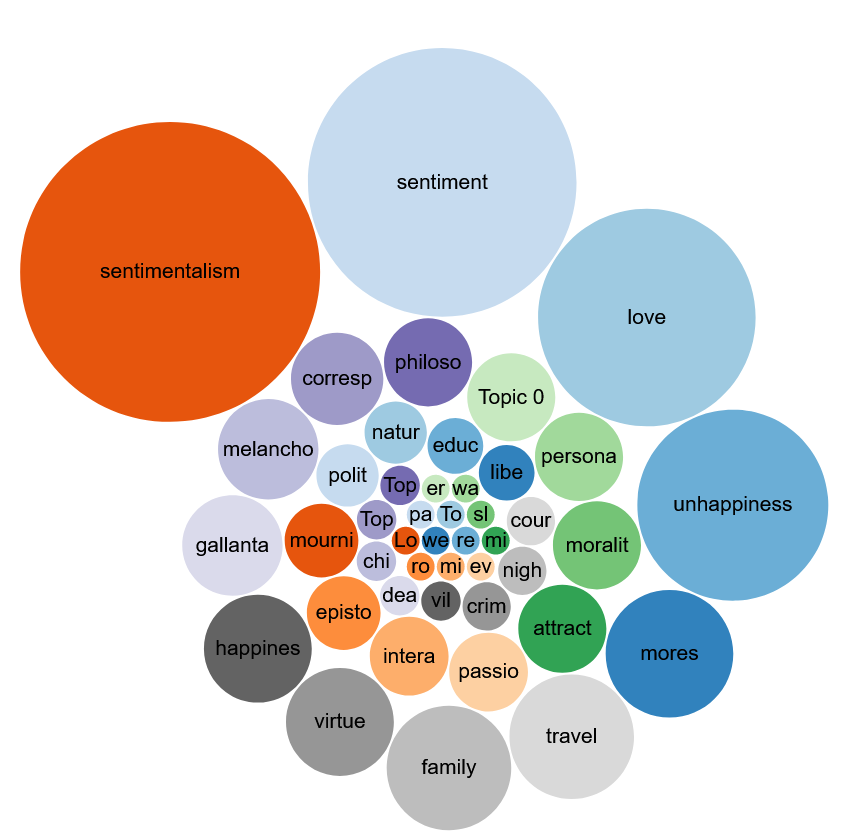 sentiment
sentimentalism
love
philoso
corresp
Topic 0
natur
educ
melancho
persona
libe
polit
Top
er
wa
unhappiness
pa
To
sl
Top
cour
mourni
Lo
we
re
mi
gallanta
moralit
chi
ro
mi
ev
nigh
dea
vil
crim
episto
attract
happines
intera
mores
passio
virtue
travel
family